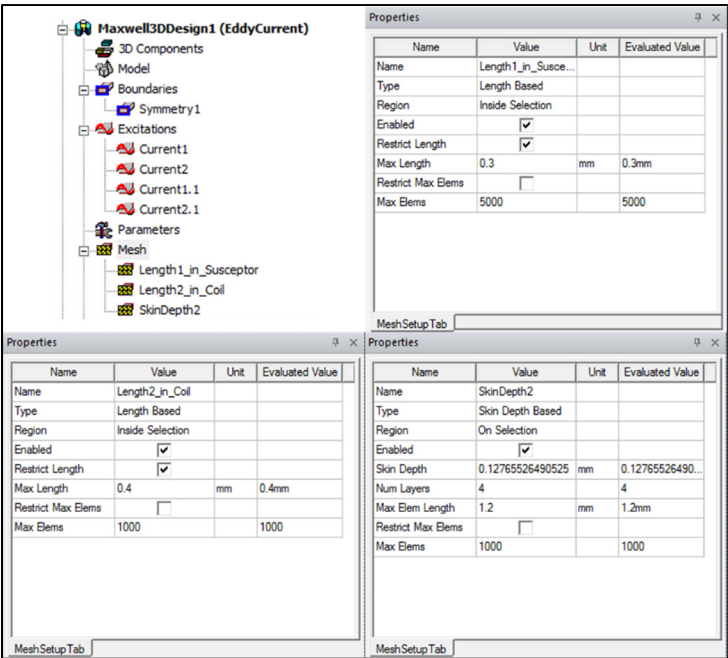 Maxwell3DDesign1 (EddyCurrent)
3D Components
Model
Boundaries
Symmetry1
Excitations
Current1
Current2
Current1.1
Current2.1
Parameters
Mesh
Length1_in_Susceptor
Length2_in_Coil
SkinDepth2
Properties
Name Value Unit Evaluated Value
Name Length1_in_Susce...
Type Length Based
Region Inside Selection
Enabled
Restrict Length
Max Length 0.3 mm 0.3mm
Restrict Max Elems
Max Elems 5000 5000
MeshSetupTab
Properties
Name Value Unit Evaluated Value
Name Length2_in_Coil
Type Length Based
Region Inside Selection
Enabled
Restrict Length
Max Length 0.4 mm 0.4mm
Restrict Max Elems
Max Elems 1000 1000
MeshSetupTab
Properties
Name Value Unit Evaluated Value
Name SkinDepth2
Type Skin Depth Based
Region On Selection
Enabled
Skin Depth 0.12765526490525 mm 0.12765526490...
Num Layers 4 4
Max Elem Length 1.2 mm 1.2mm
Restrict Max Elems
Max Elems 1000 1000
MeshSetupTab